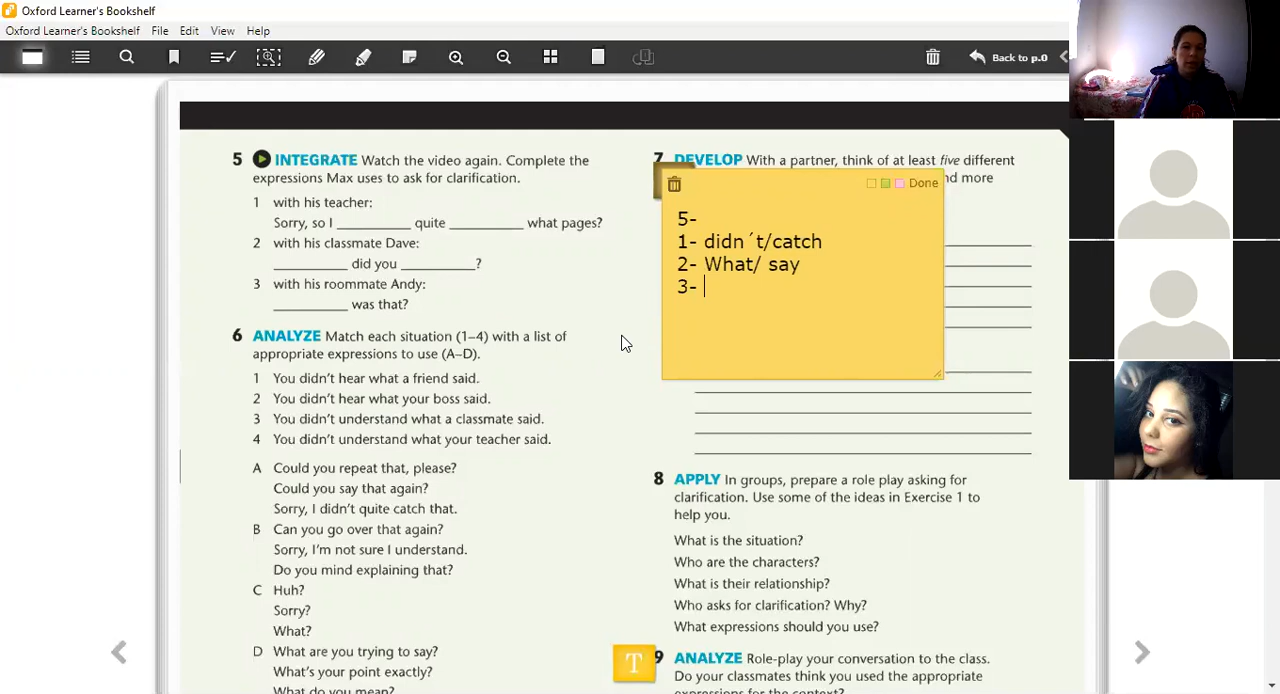 Oxford Learner's Bookshelf
Oxford Learner's Bookshelf File Edit View Help
Back to p.0
5 INTEGRATE Watch the video again. Complete the
expressions Max uses to ask for clarification.
1 with his teacher:
Sorry, so I __________ quite __________ what pages?
2 with his classmate Dave:
__________ did you __________?
3 with his roommate Andy:
__________ was that?
6 ANALYZE Match each situation (1–4) with a list of
appropriate expressions to use (A–D).
1 You didn't hear what a friend said.
2 You didn't hear what your boss said.
3 You didn't understand what a classmate said.
4 You didn't understand what your teacher said.
A Could you repeat that, please?
Could you say that again?
Sorry, I didn't quite catch that.
B Can you go over that again?
Sorry, I'm not sure I understand.
Do you mind explaining that?
C Huh?
Sorry?
What?
D What are you trying to say?
What's your point exactly?
What do you mean?
7 DEVELOP With a partner, think of at least five different
nd more
Done
5-
1- didn´t/catch
2- What/ say
3-
8 APPLY In groups, prepare a role play asking for
clarification. Use some of the ideas in Exercise 1 to
help you.
What is the situation?
Who are the characters?
What is their relationship?
Who asks for clarification? Why?
What expressions should you use?
T
9 ANALYZE Role-play your conversation to the class.
Do your classmates think you used the appropriate
expressions for the context?